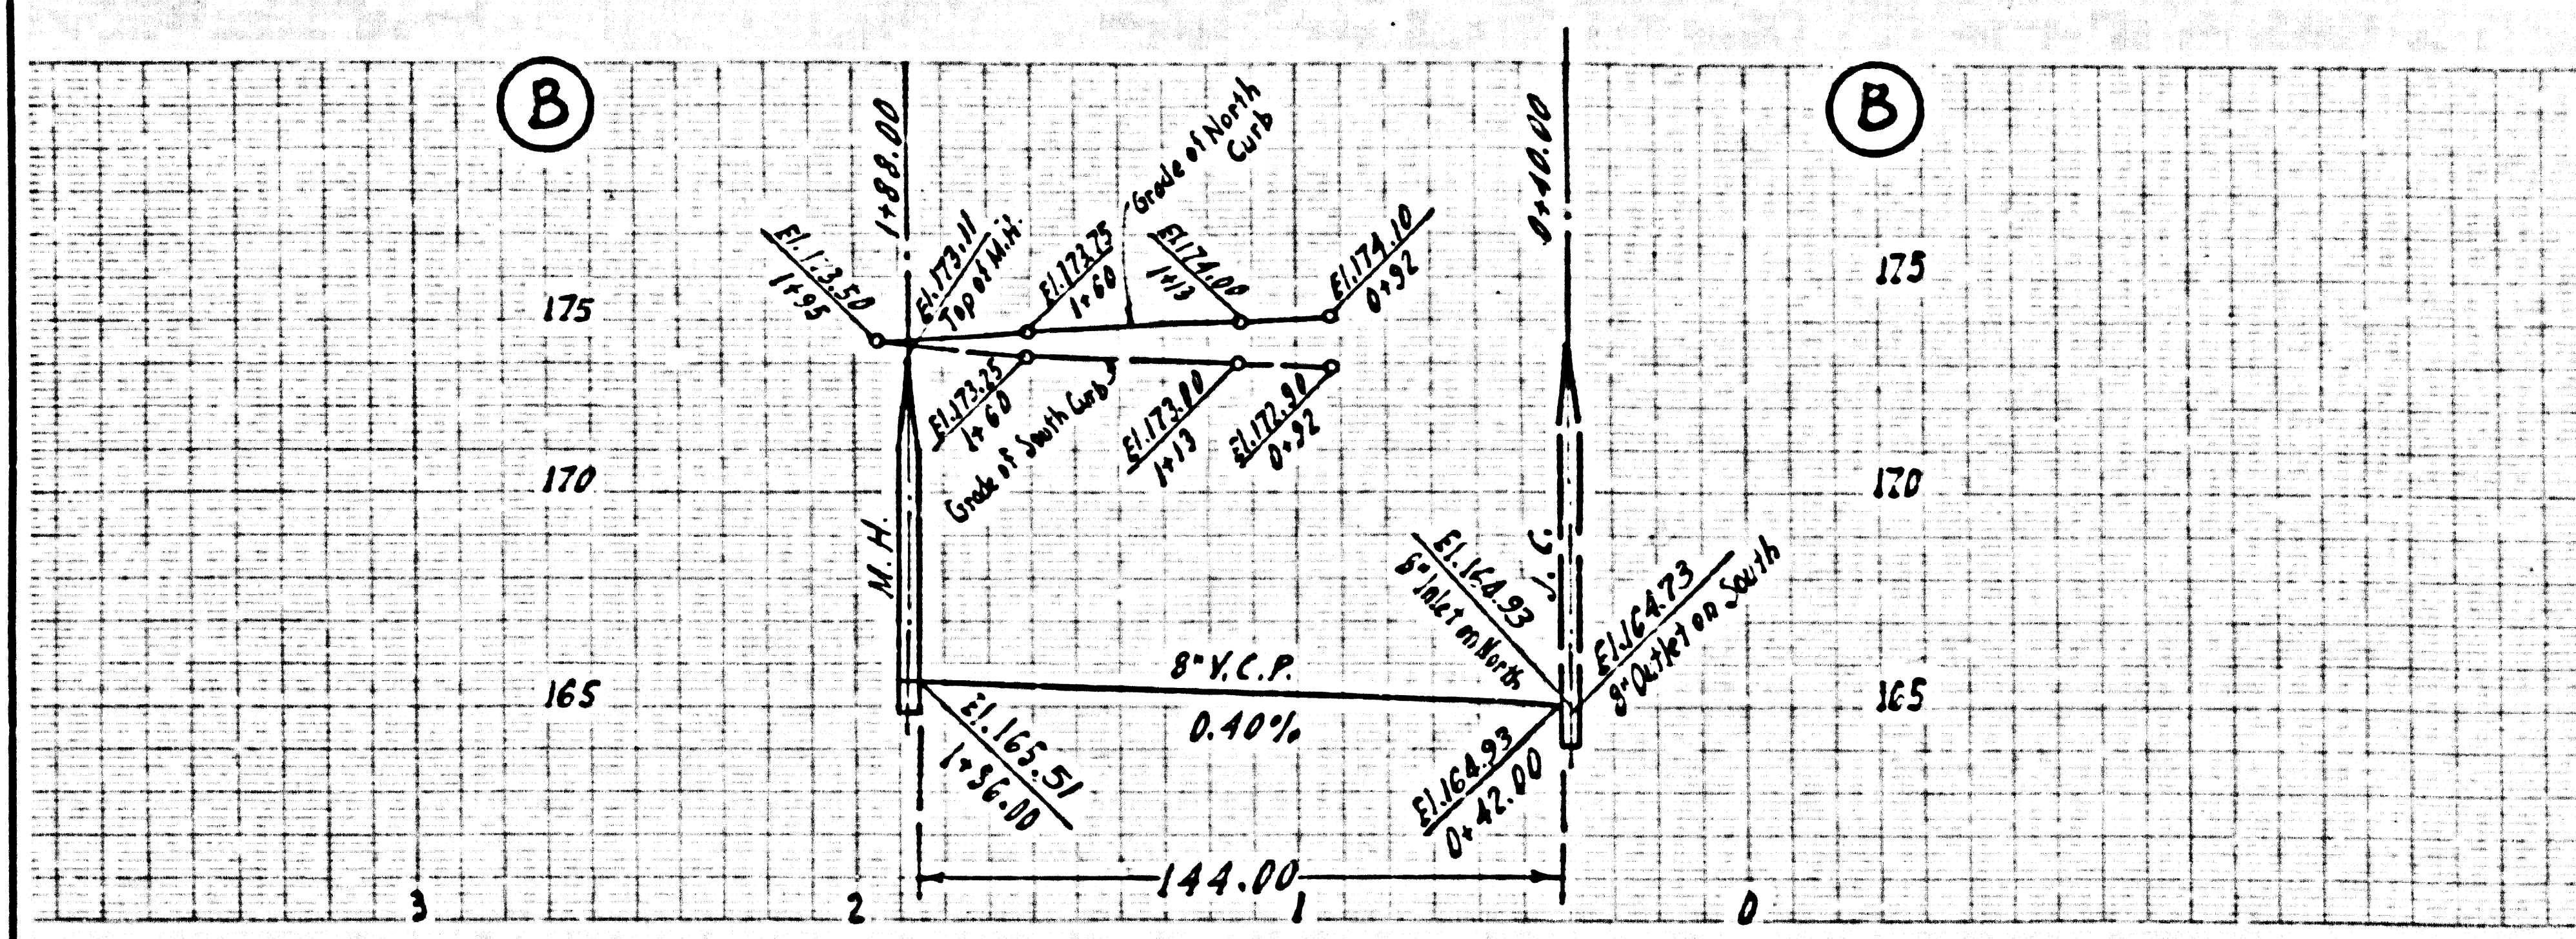 B
B
1+88.00
0+40.00
Grade of North
Curb
El. 173.50
1+95
El. 173.11
Top of M.H.
El. 173.75
1+60
El. 174.00
1+13
El. 174.10
0+92
175
175
El. 173.25
1+60
Grade of South Curb
El. 173.00
1+13
El. 172.90
0+92
170
170
M.H.
El. 164.93
8" Inlet on North
El. 164.73
8" Outlet on South
8" V.C.P.
0.40%
165
165
El. 165.51
1+86.00
El. 164.93
0+42.00
144.00
3
2
1
0